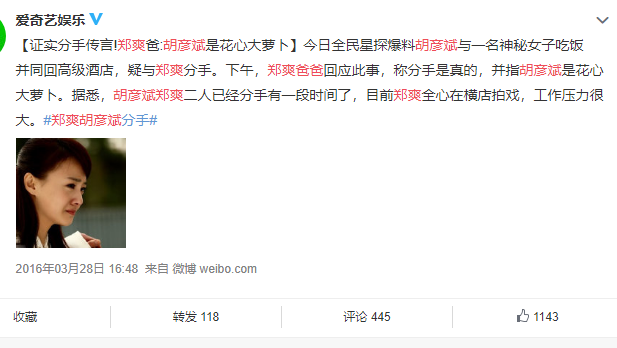 爱奇艺娱乐
【证实分手传言!郑爽爸:胡彦斌是花心大萝卜】今日全民星探爆料胡彦斌与一名神秘女子吃饭
并同回高级酒店，疑与郑爽分手。下午，郑爽爸爸回应此事，称分手是真的，并指胡彦斌是花心
大萝卜。据悉，胡彦斌郑爽二人已经分手有一段时间了，目前郑爽全心在横店拍戏，工作压力很
大。#郑爽胡彦斌分手#
2016年03月28日 16:48 来自 微博 weibo.com
收藏 转发 118 评论 445 1143